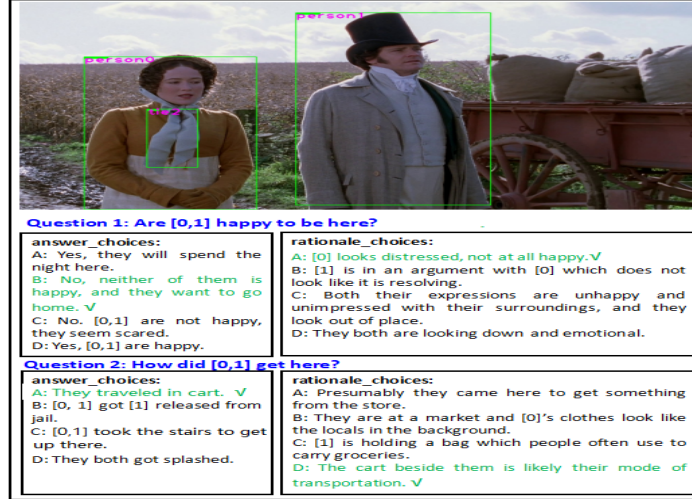 person0
person1
Question 1: Are [0,1] happy to be here?
answer_choices:
A: Yes, they will spend the
night here.
B: No, neither of them is
happy, and they want to go
home. √
C: No. [0,1] are not happy,
they seem scared.
D: Yes, [0,1] are happy.
rationale_choices:
A: [0] looks distressed, not at all happy.√
B: [1] is in an argument with [0] which does not
look like it is resolving.
C: Both their expressions are unhappy and
unimpressed with their surroundings, and they
look out of place.
D: They both are looking down and emotional.
Question 2: How did [0,1] get here?
answer_choices:
A: They traveled in cart. √
B: [0, 1] got [1] released from
jail.
C: [0,1] took the stairs to get
up there.
D: They both got splashed.
rationale_choices:
A: Presumably they came here to get something
from the store.
B: They are at a market and [0]'s clothes look like
the locals in the background.
C: [1] is holding a bag which people often use to
carry groceries.
D: The cart beside them is likely their mode of
transportation. √